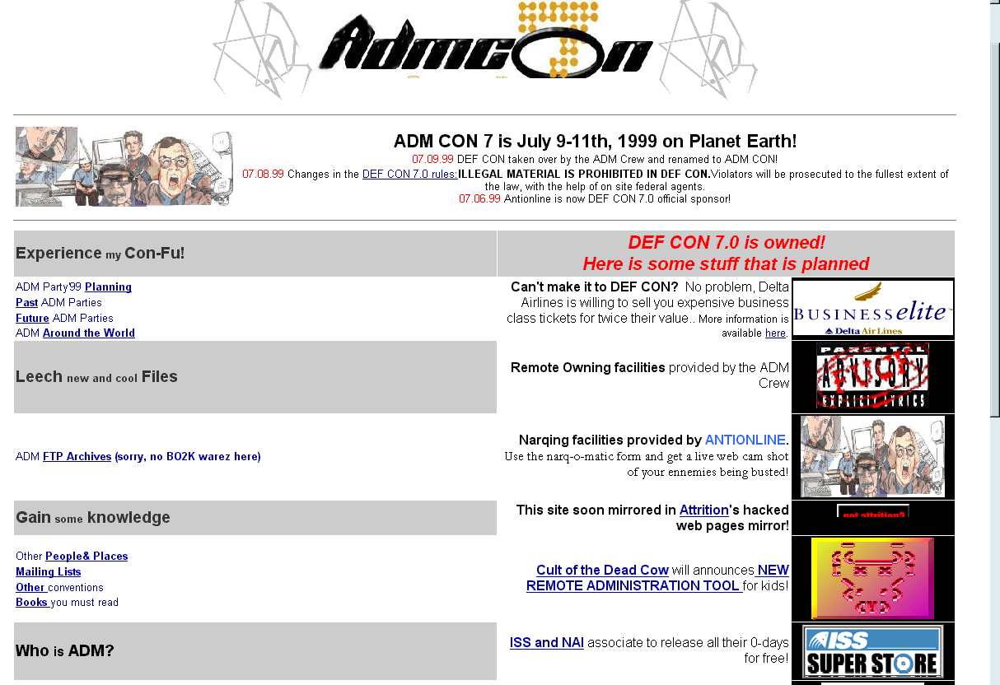 AdmcOn
ADM CON 7 is July 9-11th, 1999 on Planet Earth!
07.09.99 DEF CON taken over by the ADM Crew and renamed to ADM CON!
07.08.99 Changes in the DEF CON 7.0 rules:ILLEGAL MATERIAL IS PROHIBITED IN DEF CON.Violators will be prosecuted to the fullest extent of
the law, with the help of on site federal agents.
07.06.99 Antionline is now DEF CON 7.0 official sponsor!
Experience my Con-Fu!
DEF CON 7.0 is owned!
Here is some stuff that is planned
ADM Party'99 Planning
Past ADM Parties
Future ADM Parties
ADM Around the World
Can't make it to DEF CON? No problem, Delta
Airlines is willing to sell you expensive business
class tickets for twice their value.. More information is
available here.
BUSINESSelite™
Delta Air Lines
Leech new and cool Files
Remote Owning facilities provided by the ADM
Crew
PARENTAL
ADVISORY
EXPLICIT LYRICS
ADM FTP Archives (sorry, no BO2K warez here)
Narqing facilities provided by ANTIONLINE.
Use the narq-o-matic form and get a live web cam shot
of your ennemies being busted!
Gain some knowledge
This site soon mirrored in Attrition's hacked
web pages mirror!
got attrition?
Other People& Places
Mailing Lists
Other conventions
Books you must read
Cult of the Dead Cow will announces NEW
REMOTE ADMINISTRATION TOOL for kids!
Who is ADM?
ISS and NAI associate to release all their 0-days
for free!
ISS
SUPER STORE